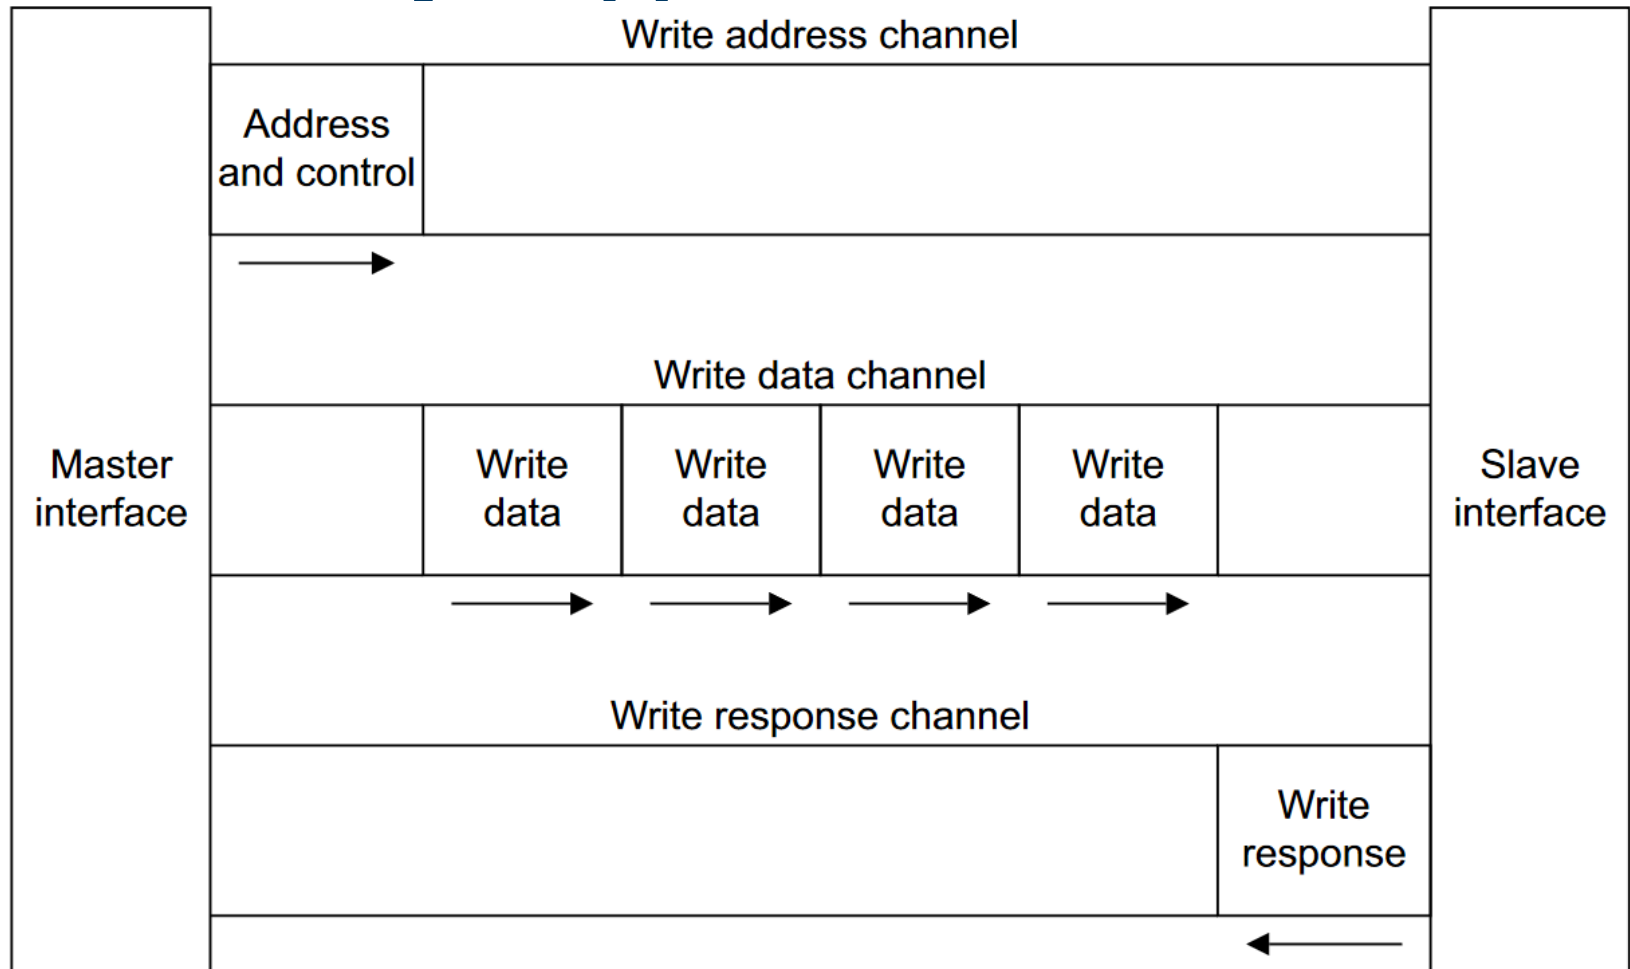 Write address channel
Address
and control
Write data channel
Master
interface
Write
data
Write
data
Write
data
Write
data
Slave
interface
Write response channel
Write
response